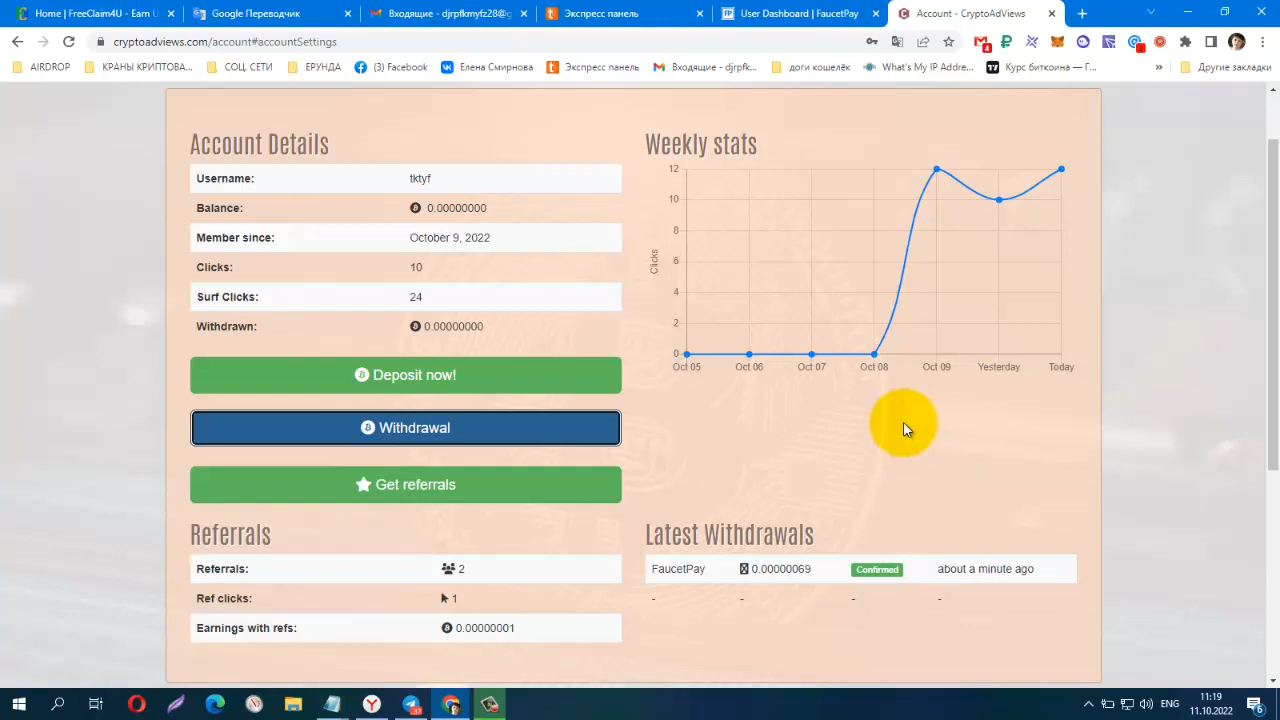 Home | FreeClaim4U - Earn U
Google Переводчик
Входящие - djrpfkmyfz28@g
Экспресс панель
User Dashboard | FaucetPay
Account - CryptoAdViews
cryptoadviews.com/account#accountSettings
AIRDROP
КРАНЫ КРИПТОВА...
СОЦ. СЕТИ
ЕРУНДА
(3) Facebook
Елена Смирнова
Экспресс панель
Входящие - djrpfk...
доги кошелёк
What's My IP Addre...
Курс биткоина — Г...
»
Другие закладки
Account Details
Username: tktyf
Balance: 0.00000000
Member since: October 9, 2022
Clicks: 10
Surf Clicks: 24
Withdrawn: 0.00000000
Deposit now!
Withdrawal
Get referrals
Weekly stats
12
10
8
6
4
2
0
Clicks
Oct 05 Oct 06 Oct 07 Oct 08 Oct 09 Yesterday Today
Referrals
Referrals: 2
Ref clicks: 1
Earnings with refs: 0.00000001
Latest Withdrawals
FaucetPay 0.00000069 Confirmed about a minute ago
- - - -
ENG
11:19
11.10.2022